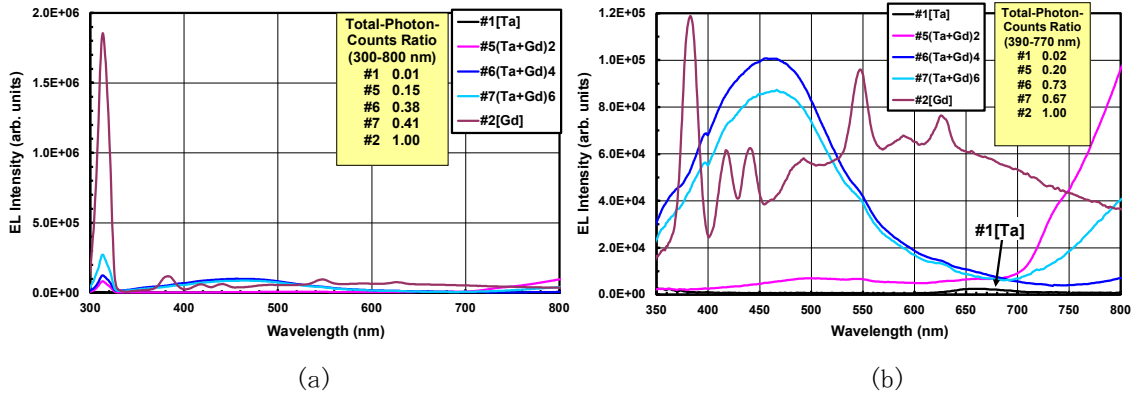 2.0E+06
1.5E+06
1.0E+06
5.0E+05
0.0E+00
300 400 500 600 700 800
Wavelength (nm)
EL Intensity (arb. units)
Total-Photon-
Counts Ratio
(300-800 nm)
#1 0.01
#5 0.15
#6 0.38
#7 0.41
#2 1.00
#1[Ta]
#5(Ta+Gd)2
#6(Ta+Gd)4
#7(Ta+Gd)6
#2[Gd]
(a)
1.2E+05
1.0E+05
8.0E+04
6.0E+04
4.0E+04
2.0E+04
0.0E+00
350 400 450 500 550 600 650 700 750 800
Wavelength (nm)
EL Intensity (arb. units)
#1[Ta]
#5(Ta+Gd)2
#6(Ta+Gd)4
#7(Ta+Gd)6
#2[Gd]
Total-Photon-
Counts Ratio
(390-770 nm)
#1 0.02
#5 0.20
#6 0.73
#7 0.67
#2 1.00
#1[Ta]
(b)